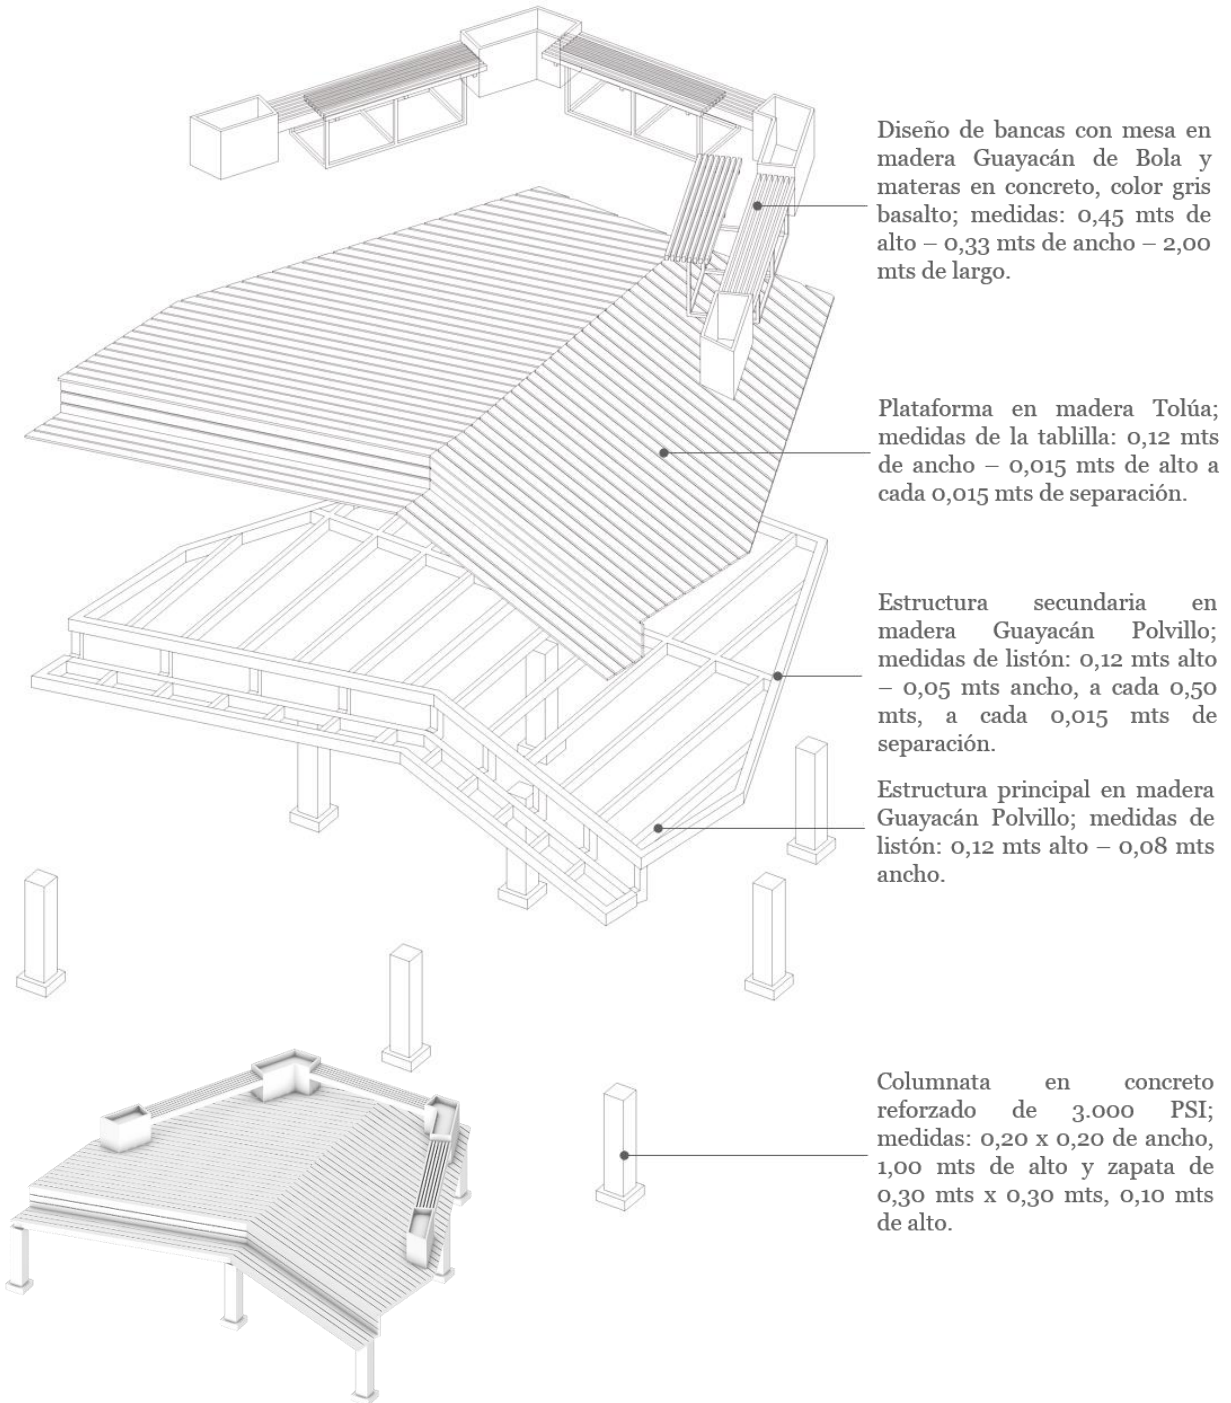 Diseño de bancas con mesa en
madera Guayacán de Bola y
materas en concreto, color gris
basalto; medidas: 0,45 mts de
alto – 0,33 mts de ancho – 2,00
mts de largo.
Plataforma en madera Tolúa;
medidas de la tablilla: 0,12 mts
de ancho – 0,015 mts de alto a
cada 0,015 mts de separación.
Estructura secundaria en
madera Guayacán Polvillo;
medidas de listón: 0,12 mts alto
– 0,05 mts ancho, a cada 0,50
mts, a cada 0,015 mts de
separación.
Estructura principal en madera
Guayacán Polvillo; medidas de
listón: 0,12 mts alto – 0,08 mts
ancho.
Columnata en concreto
reforzado de 3.000 PSI;
medidas: 0,20 x 0,20 de ancho,
1,00 mts de alto y zapata de
0,30 mts x 0,30 mts, 0,10 mts
de alto.